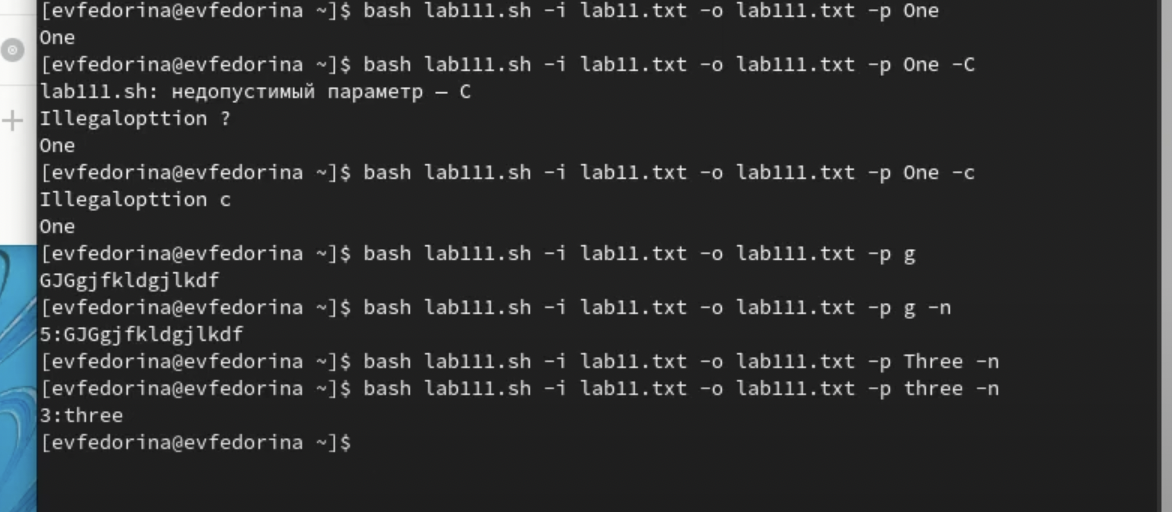 [evfedorina@evfedorina ~]$ bash lab111.sh -i lab11.txt -o lab111.txt -p One
One
[evfedorina@evfedorina ~]$ bash lab111.sh -i lab11.txt -o lab111.txt -p One -C
lab111.sh: недопустимый параметр — C
Illegalopttion ?
One
[evfedorina@evfedorina ~]$ bash lab111.sh -i lab11.txt -o lab111.txt -p One -c
Illegalopttion c
One
[evfedorina@evfedorina ~]$ bash lab111.sh -i lab11.txt -o lab111.txt -p g
GJGgjfkldgjlkdf
[evfedorina@evfedorina ~]$ bash lab111.sh -i lab11.txt -o lab111.txt -p g -n
5:GJGgjfkldgjlkdf
[evfedorina@evfedorina ~]$ bash lab111.sh -i lab11.txt -o lab111.txt -p Three -n
[evfedorina@evfedorina ~]$ bash lab111.sh -i lab11.txt -o lab111.txt -p three -n
3:three
[evfedorina@evfedorina ~]$